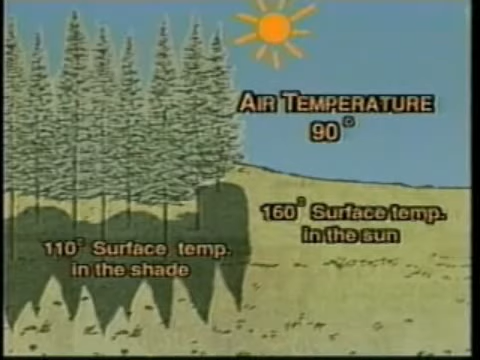 AIR TEMPERATURE
90°
160° Surface temp.
in the sun
110° Surface temp.
in the shade